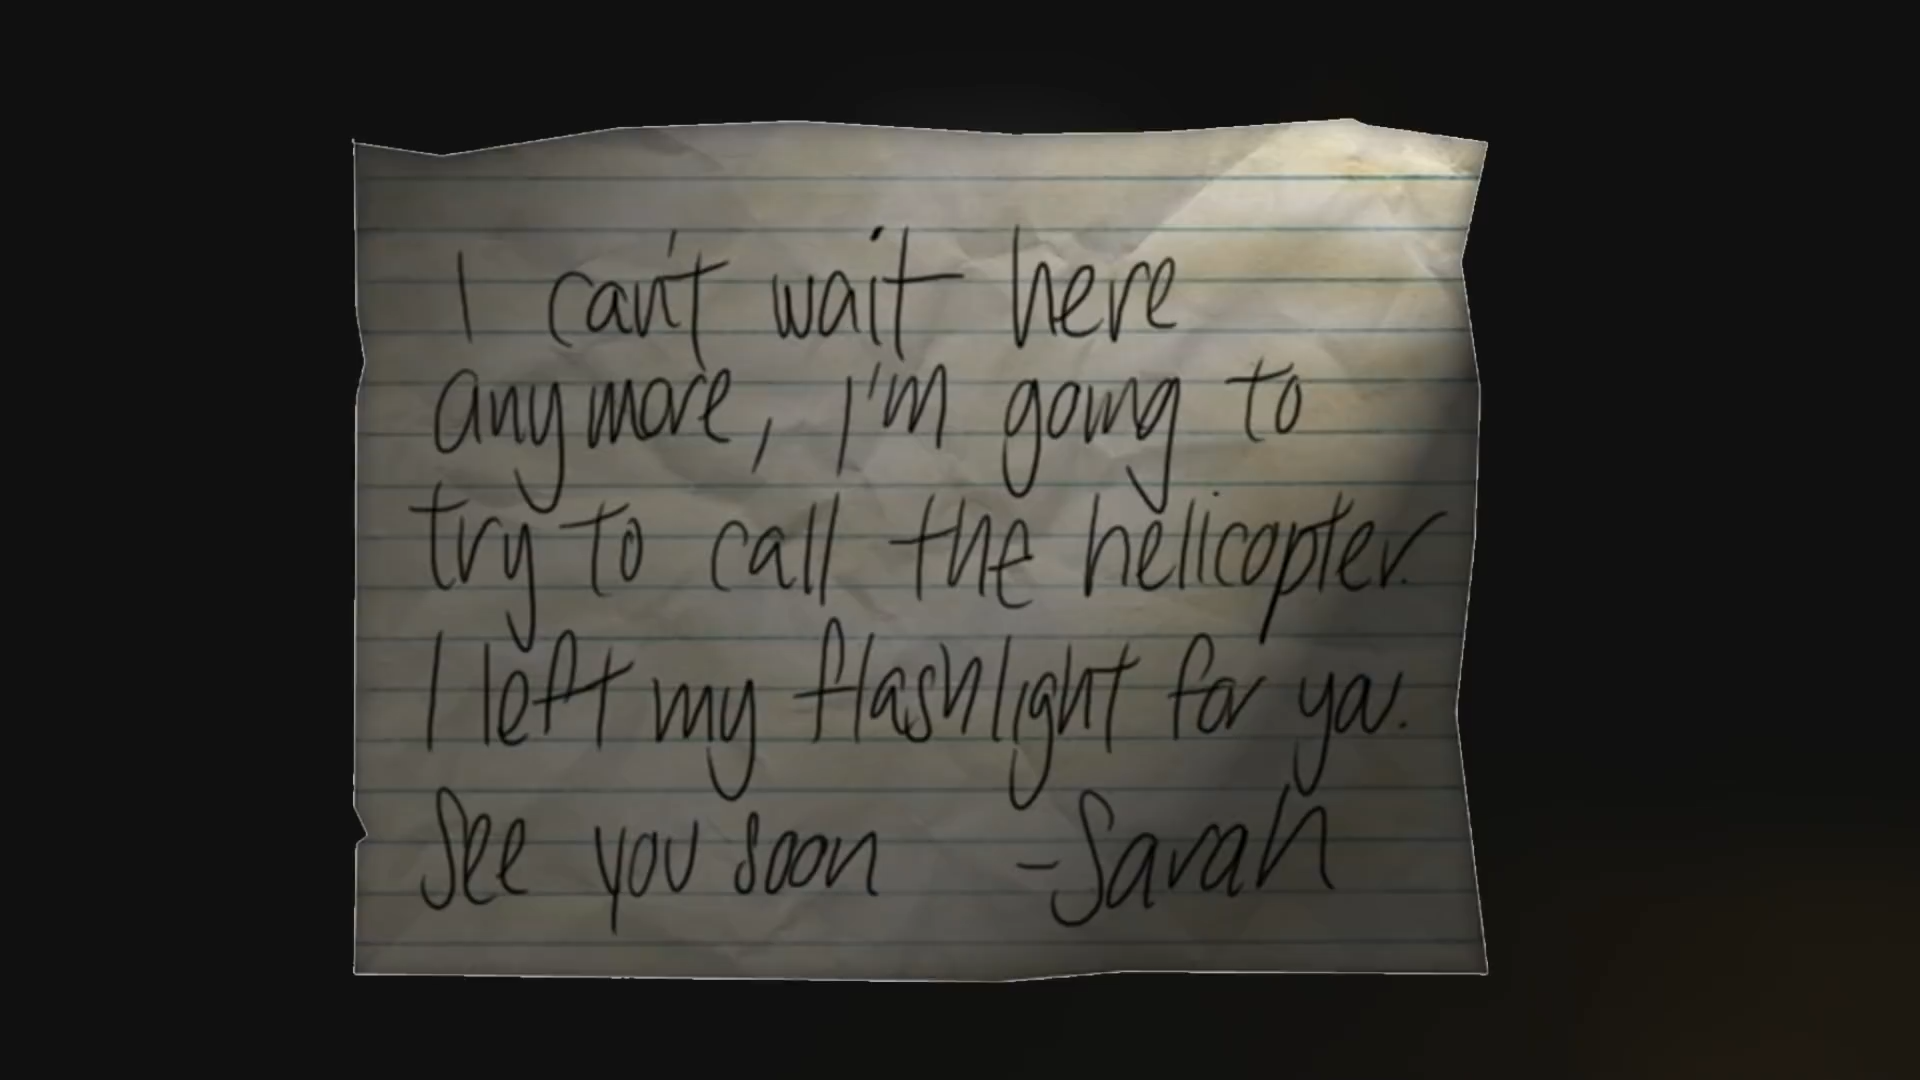 I can't wait here
anymore, I'm going to
try to call the helicopter.
I left my flashlight for you.
See you soon -Sarah